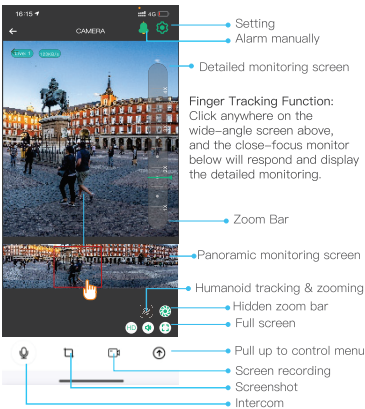 16:15
4G
CAMERA
Setting
Alarm manually
Detailed monitoring screen
Finger Tracking Function:
Click anywhere on the
wide-angle screen above,
and the close-focus monitor
below will respond and display
the detailed monitoring.
Zoom Bar
Panoramic monitoring screen
Humanoid tracking & zooming
Hidden zoom bar
HD
Full screen
Pull up to control menu
Screen recording
Screenshot
Intercom